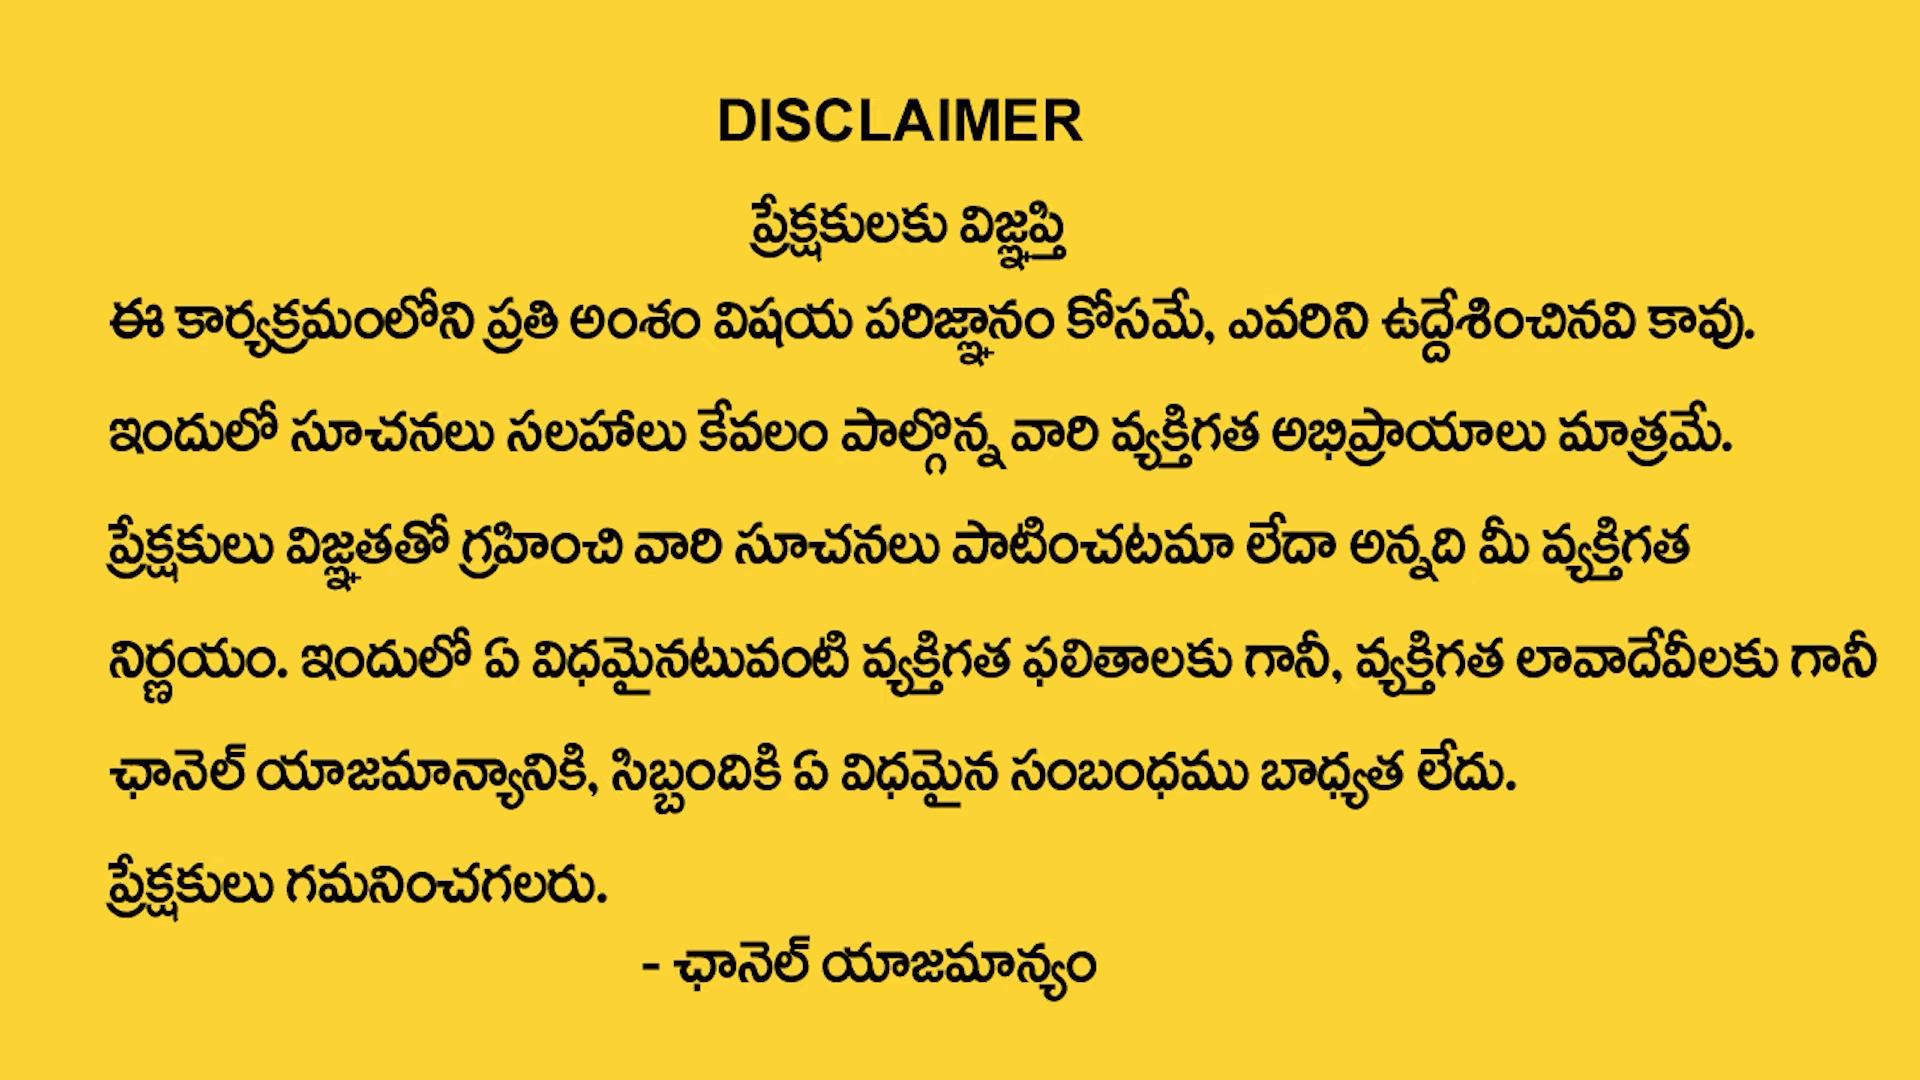 DISCLAIMER
ప్రేక్షకులకు విజ్ఞప్తి
ఈ కార్యక్రమంలోని ప్రతి అంశం విషయ పరిజ్ఞానం కోసమే, ఎవరిని ఉద్దేశించినవి కావు.
ఇందులో సూచనలు సలహాలు కేవలం పాల్గొన్న వారి వ్యక్తిగత అభిప్రాయాలు మాత్రమే.
ప్రేక్షకులు విజ్ఞతతో గ్రహించి వారి సూచనలు పాటించటమా లేదా అన్నది మీ వ్యక్తిగత
నిర్ణయం. ఇందులో ఏ విధమైనటువంటి వ్యక్తిగత ఫలితాలకు గానీ, వ్యక్తిగత లావాదేవీలకు గానీ
ఛానెల్ యాజమాన్యానికి, సిబ్బందికి ఏ విధమైన సంబంధము బాధ్యత లేదు.
ప్రేక్షకులు గమనించగలరు.
- ఛానెల్ యాజమాన్యం